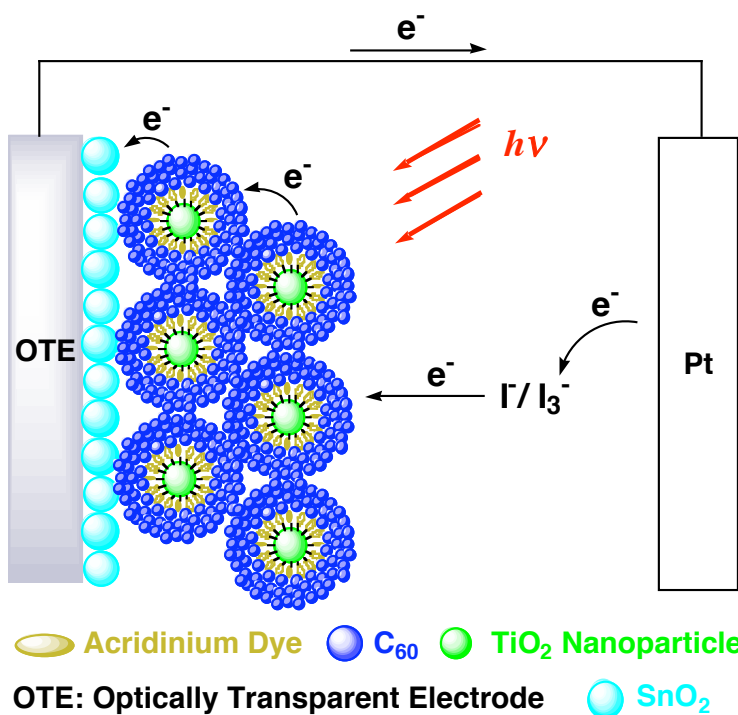 e-
e-
hν
e-
e-
OTE
Pt
e-
I-/ I3-
Acridinium Dye
C60
TiO2 Nanoparticle
OTE: Optically Transparent Electrode
SnO2